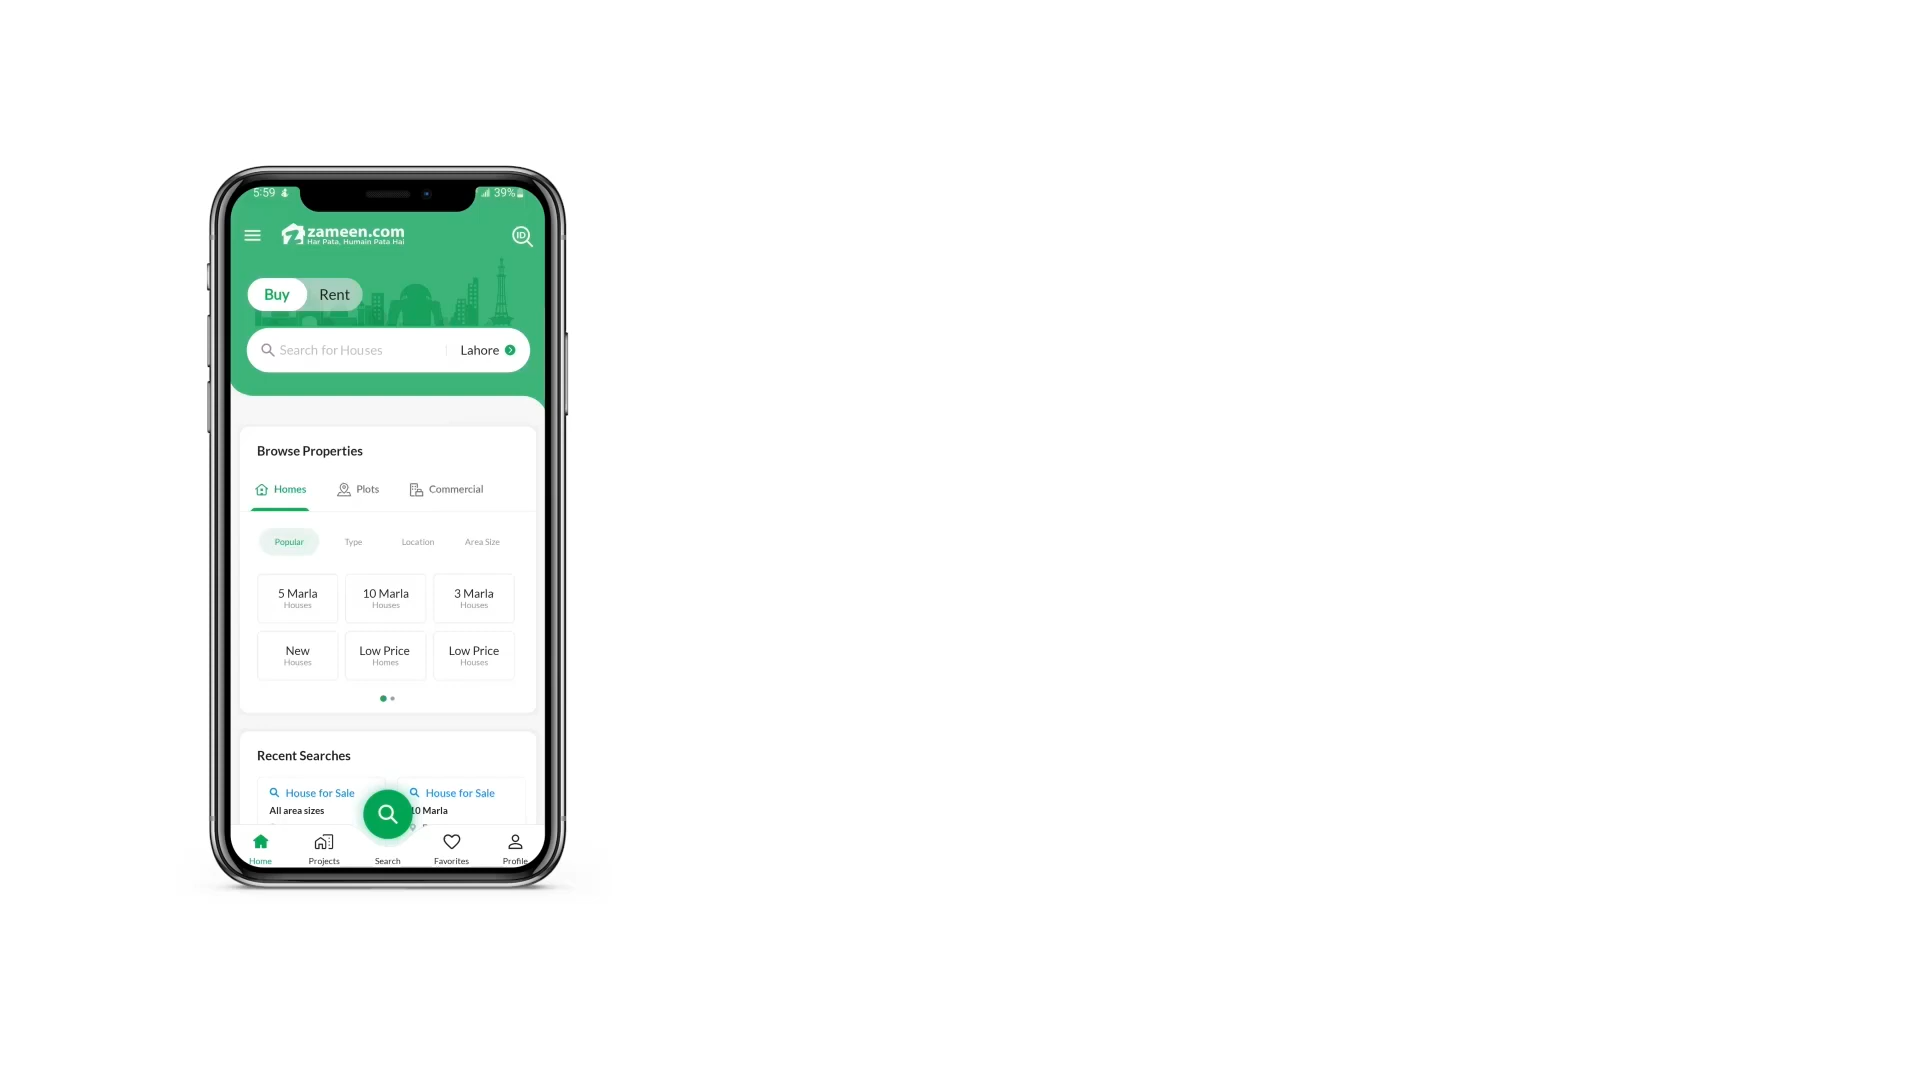 5:59
39%
zameen.com
Har Pata, Humain Pata Hai
ID
Buy Rent
Search for Houses Lahore
Browse Properties
Homes Plots Commercial
Popular Type Location Area Size
5 Marla 10 Marla 3 Marla
Houses Houses Houses
New Low Price Low Price
Houses Homes Houses
Recent Searches
House for Sale House for Sale
All area sizes 10 Marla
Home Projects Search Favorites Profile